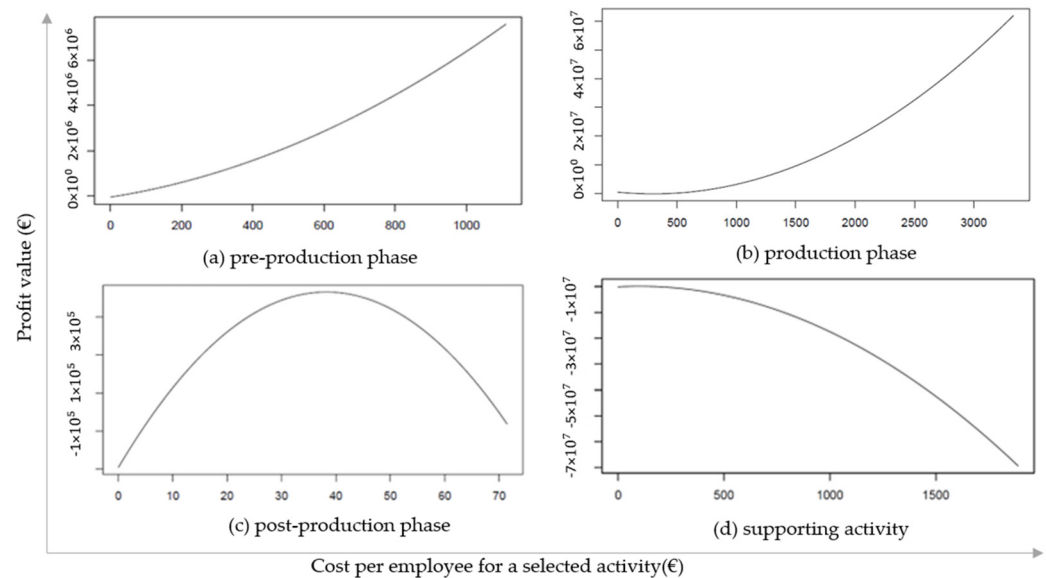 Profit value (€)
6×10⁶
4×10⁶
2×10⁶
0×10⁰
0 200 400 600 800 1000
(a) pre-production phase
6×10⁷
4×10⁷
2×10⁷
0×10⁰
0 500 1000 1500 2000 2500 3000
(b) production phase
3×10⁵
1×10⁵
-1×10⁵
0 10 20 30 40 50 60 70
(c) post-production phase
-1×10⁷
-3×10⁷
-5×10⁷
-7×10⁷
0 500 1000 1500
(d) supporting activity
Cost per employee for a selected activity(€)